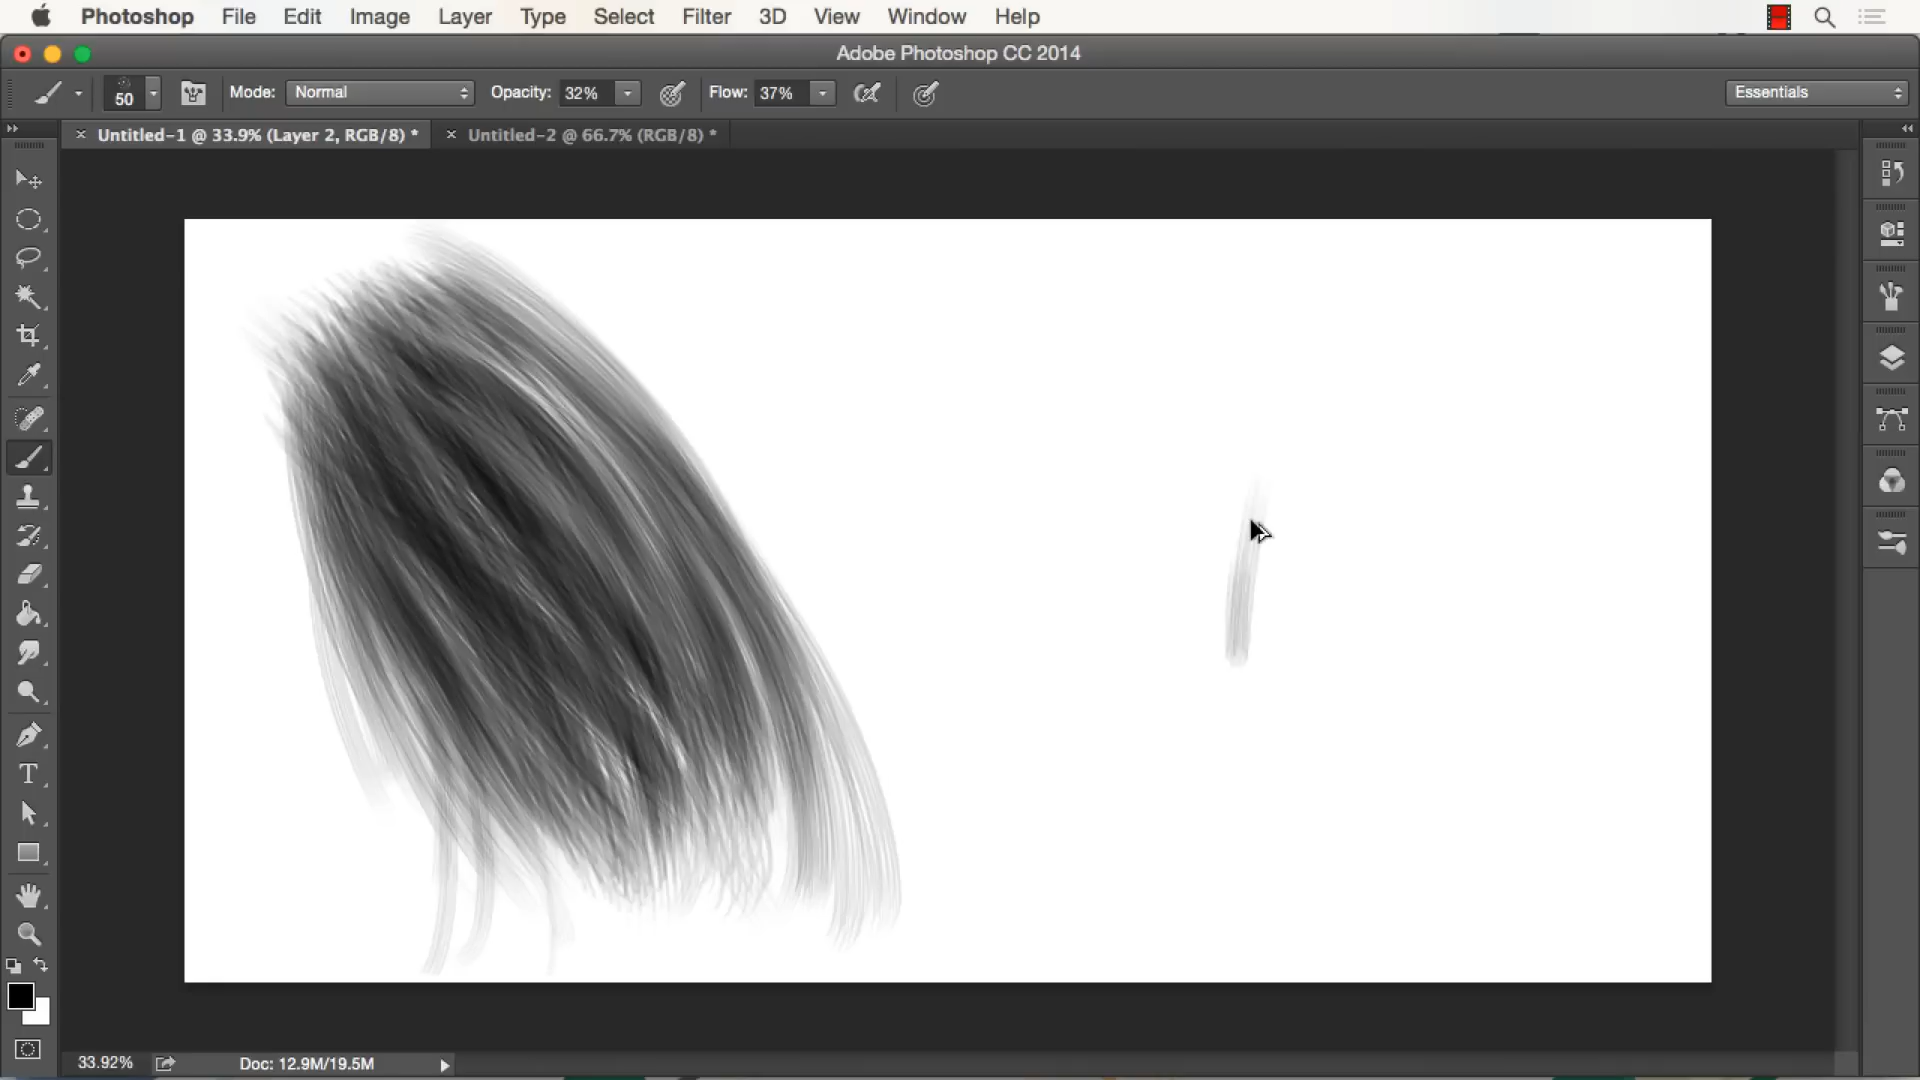 Photoshop File Edit Image Layer Type Select Filter 3D View Window Help
Adobe Photoshop CC 2014
50 Mode: Normal Opacity: 32% Flow: 37% Essentials
× Untitled-1 @ 33.9% (Layer 2, RGB/8) * × Untitled-2 @ 66.7% (RGB/8) *
T
33.92% Doc: 12.9M/19.5M